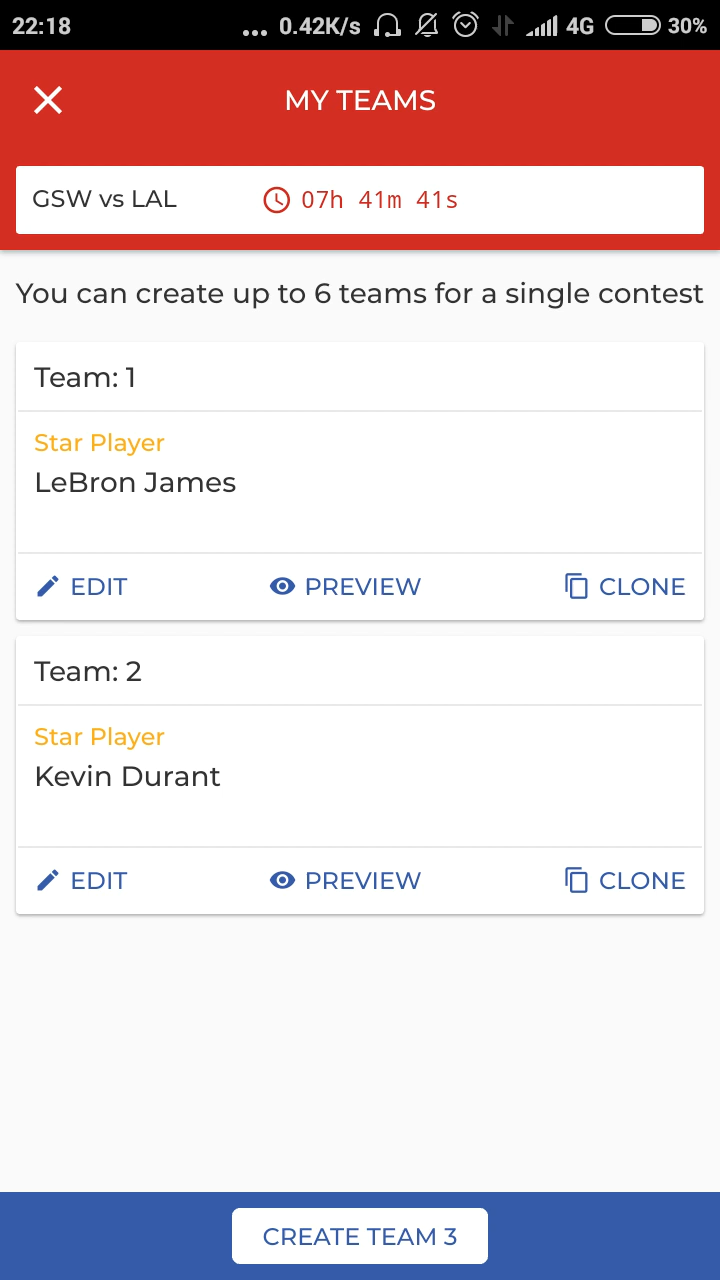 22:18 ... 0.42K/s 4G 30%
MY TEAMS
GSW vs LAL 07h 41m 41s
You can create up to 6 teams for a single contest
Team: 1
Star Player
LeBron James
EDIT PREVIEW CLONE
Team: 2
Star Player
Kevin Durant
EDIT PREVIEW CLONE
CREATE TEAM 3